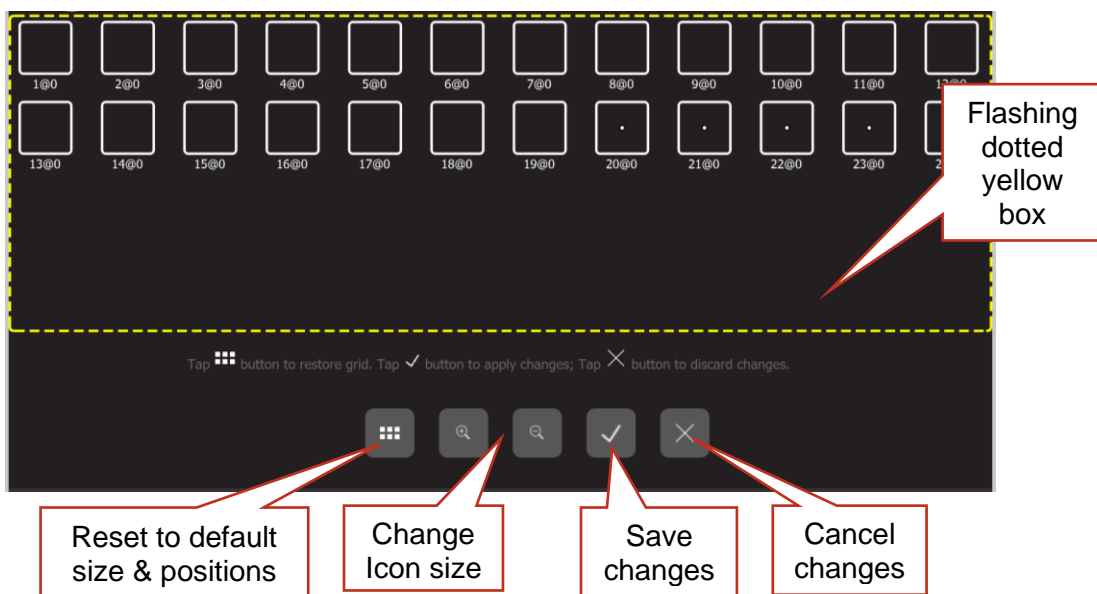 1@0 2@0 3@0 4@0 5@0 6@0 7@0 8@0 9@0 10@0 11@0
13@0 14@0 15@0 16@0 17@0 18@0 19@0 20@0 21@0 22@0 23@0
Flashing
dotted
yellow
box
Tap button to restore grid. Tap button to apply changes; Tap button to discard changes.
Reset to default
size & positions
Change
Icon size
Save
changes
Cancel
changes